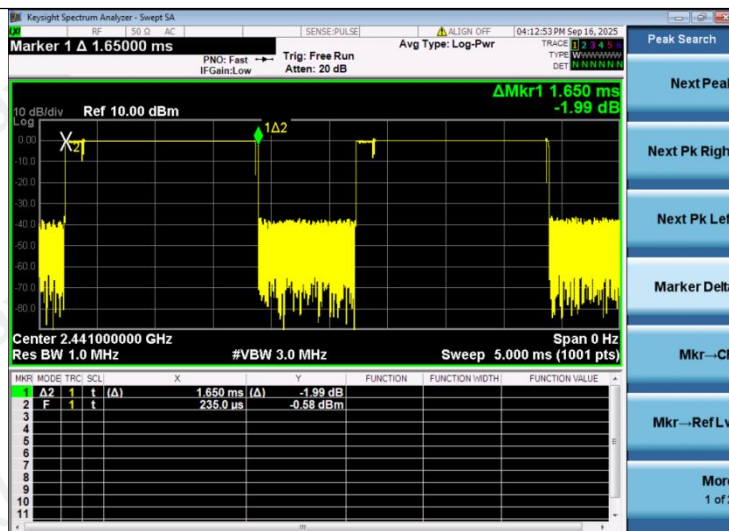 Keysight Spectrum Analyzer - Swept SA
LXI RF 50 Ω AC SENSE:PULSE ALIGN OFF 04:12:53 PM Sep 16, 2025
Marker 1 Δ 1.65000 ms
PNO: Fast
IFGain:Low
Trig: Free Run
Atten: 20 dB
Avg Type: Log-Pwr
TRACE 1 2 3 4 5 6
TYPE WWWWWW
DET NNNNNN
ΔMkr1 1.650 ms
-1.99 dB
10 dB/div Ref 10.00 dBm
Log
1Δ2
0.00
X2
-10.0
-20.0
-30.0
-40.0
-50.0
-60.0
-70.0
-80.0
Center 2.441000000 GHz Span 0 Hz
Res BW 1.0 MHz #VBW 3.0 MHz Sweep 5.000 ms (1001 pts)
MKR MODE TRC SCL X Y FUNCTION FUNCTION WIDTH FUNCTION VALUE
1 Δ2 1 t (Δ) 1.650 ms (Δ) -1.99 dB
2 F 1 t 235.0 µs -0.58 dBm
3
4
5
6
7
8
9
10
11
Peak Search
Next Peak
Next Pk Righ
Next Pk Lef
Marker Delta
Mkr→CF
Mkr→Ref Lv
More
1 of 2